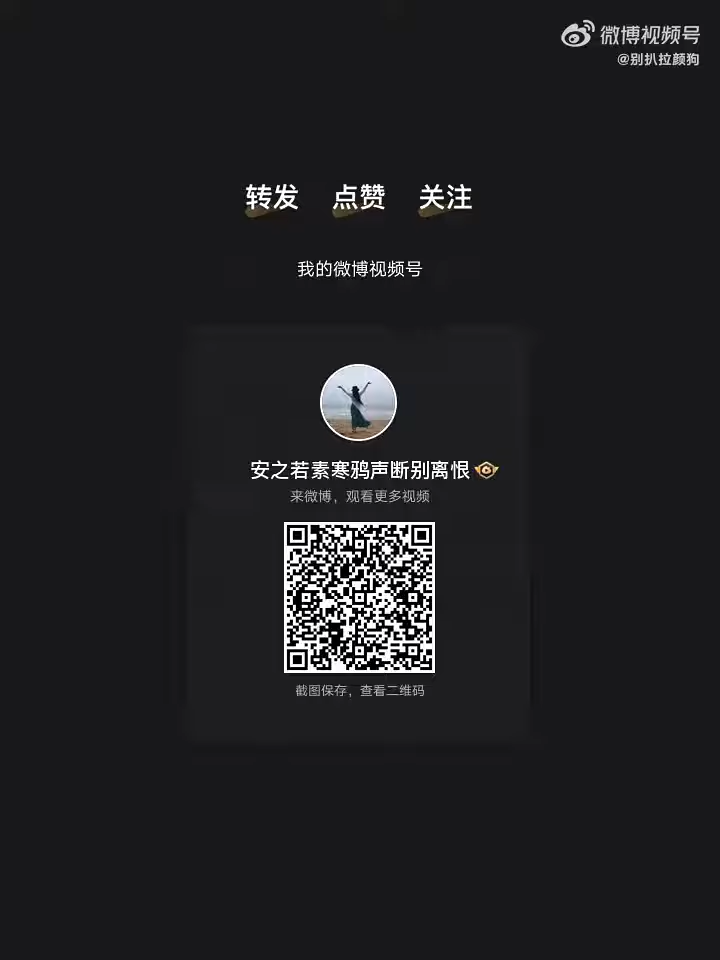 微博视频号
@别扒拉颜狗
转发 点赞 关注
我的微博视频号
安之若素寒鸦声断别离恨
来微博，观看更多视频
截图保存，查看二维码